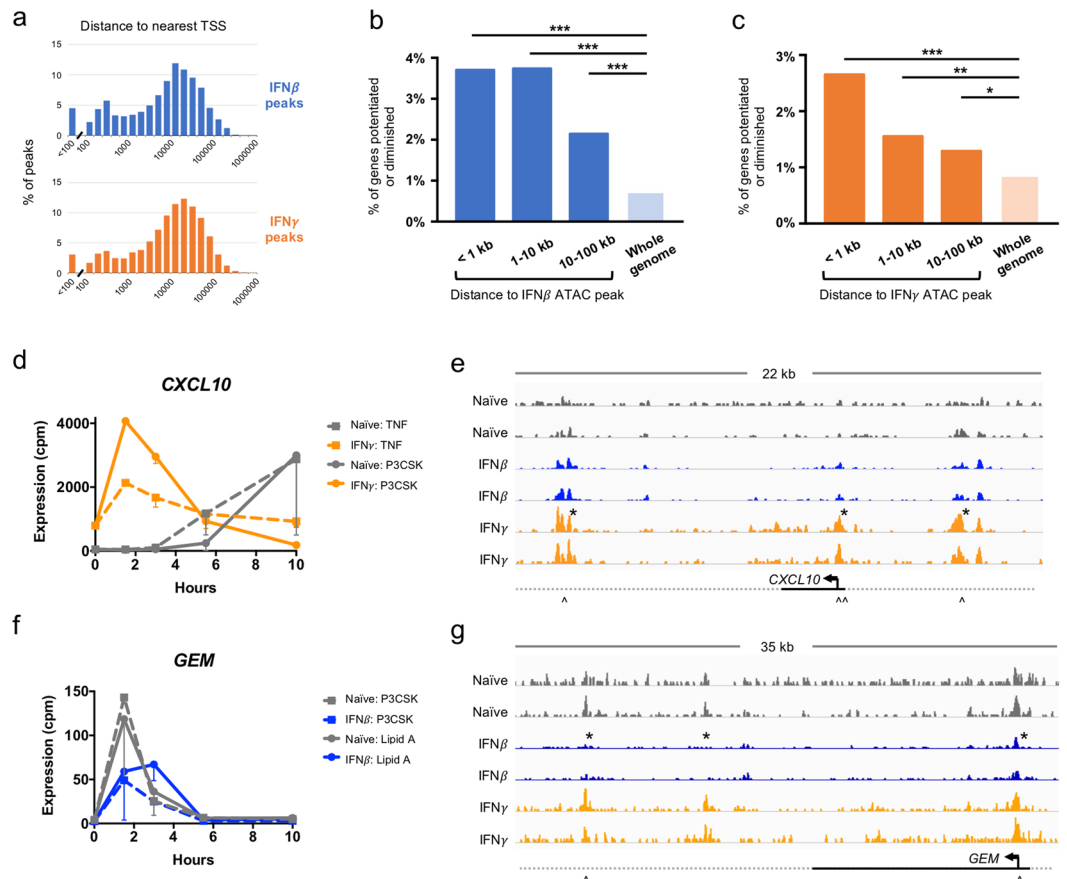 a
Distance to nearest TSS
% of peaks
15
10
5
0
<100
100
1000
10000
100000
1000000
IFNβ
peaks
15
10
5
0
<100
100
1000
10000
100000
1000000
IFNγ
peaks
b
% of genes potentiated
or diminished
4%
3%
2%
1%
0%
***
***
***
< 1 kb
1-10 kb
10-100 kb
Whole
genome
Distance to IFNβ ATAC peak
c
% of genes potentiated
or diminished
3%
2%
1%
0%
***
**
*
< 1 kb
1-10 kb
10-100 kb
Whole
genome
Distance to IFNγ ATAC peak
d
CXCL10
Expression (cpm)
4000
2000
0
0 2 4 6 8 10
Hours
Naïve: TNF
IFNγ: TNF
Naïve: P3CSK
IFNγ: P3CSK
e
22 kb
Naïve
Naïve
IFNβ
IFNβ
IFNγ
* * *
IFNγ
CXCL10
^ ^^ ^
f
GEM
Expression (cpm)
150
100
50
0
0 2 4 6 8 10
Hours
Naïve: P3CSK
IFNβ: P3CSK
Naïve: Lipid A
IFNβ: Lipid A
g
35 kb
Naïve
Naïve
IFNβ
* * *
IFNβ
IFNγ
IFNγ
GEM
^ ^